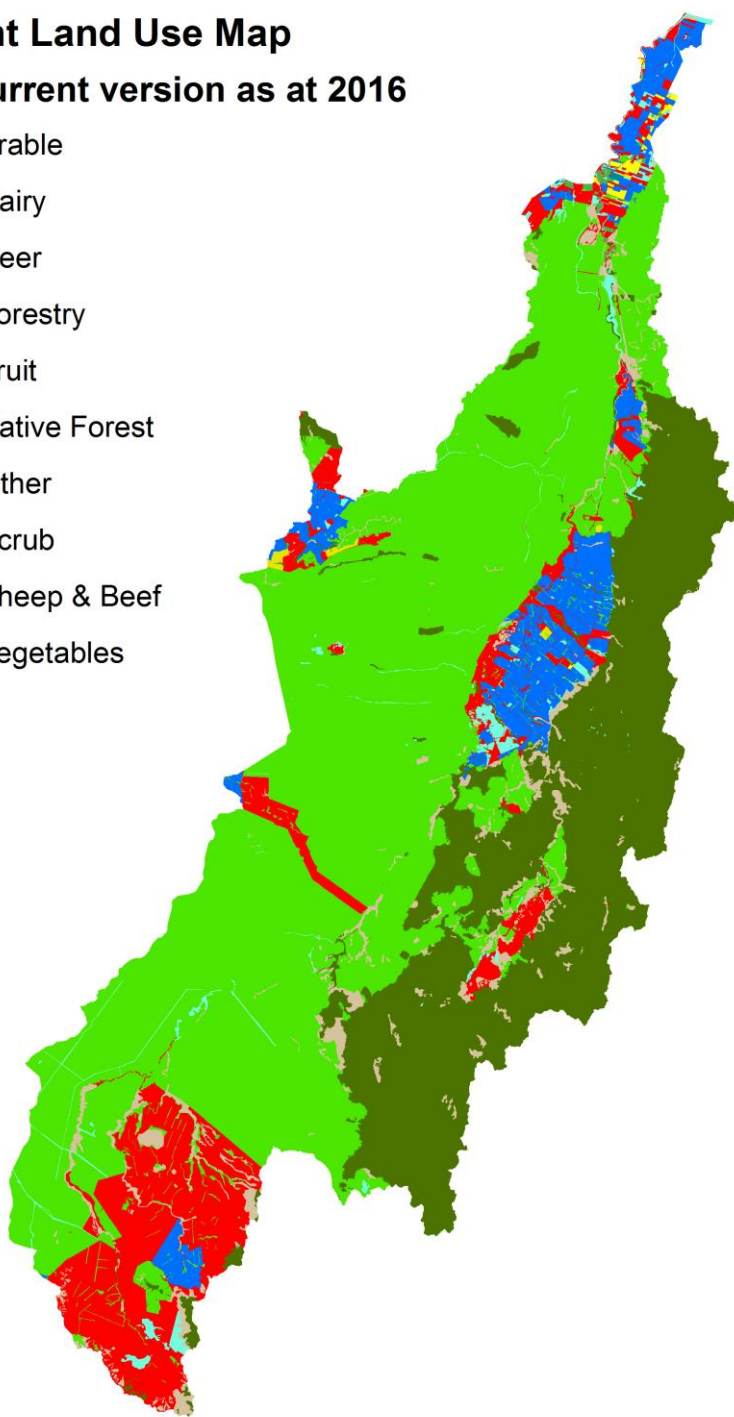 nt Land Use Map
urrent version as at 2016
rable
airy
eer
orestry
ruit
ative Forest
ther
crub
heep & Beef
egetables